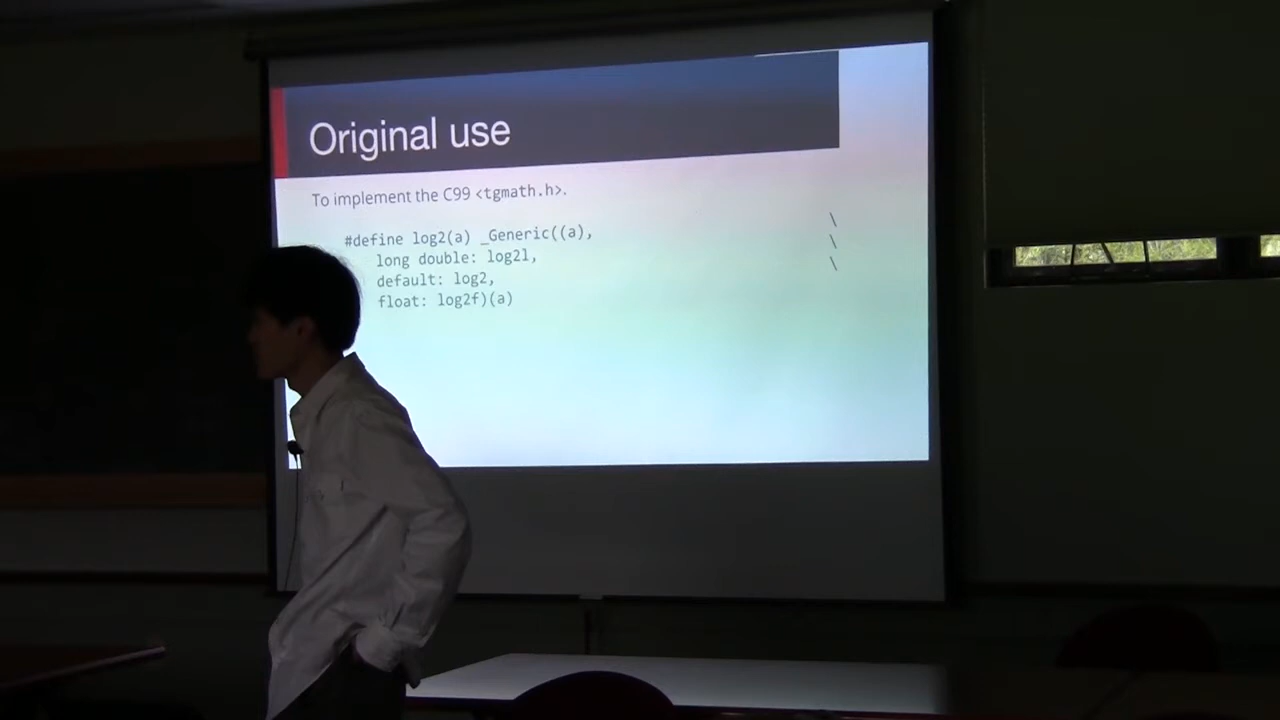 Original use
To implement the C99 <tgmath.h>.
#define log2(a) _Generic((a), \
long double: log2l, \
default: log2, \
float: log2f)(a)